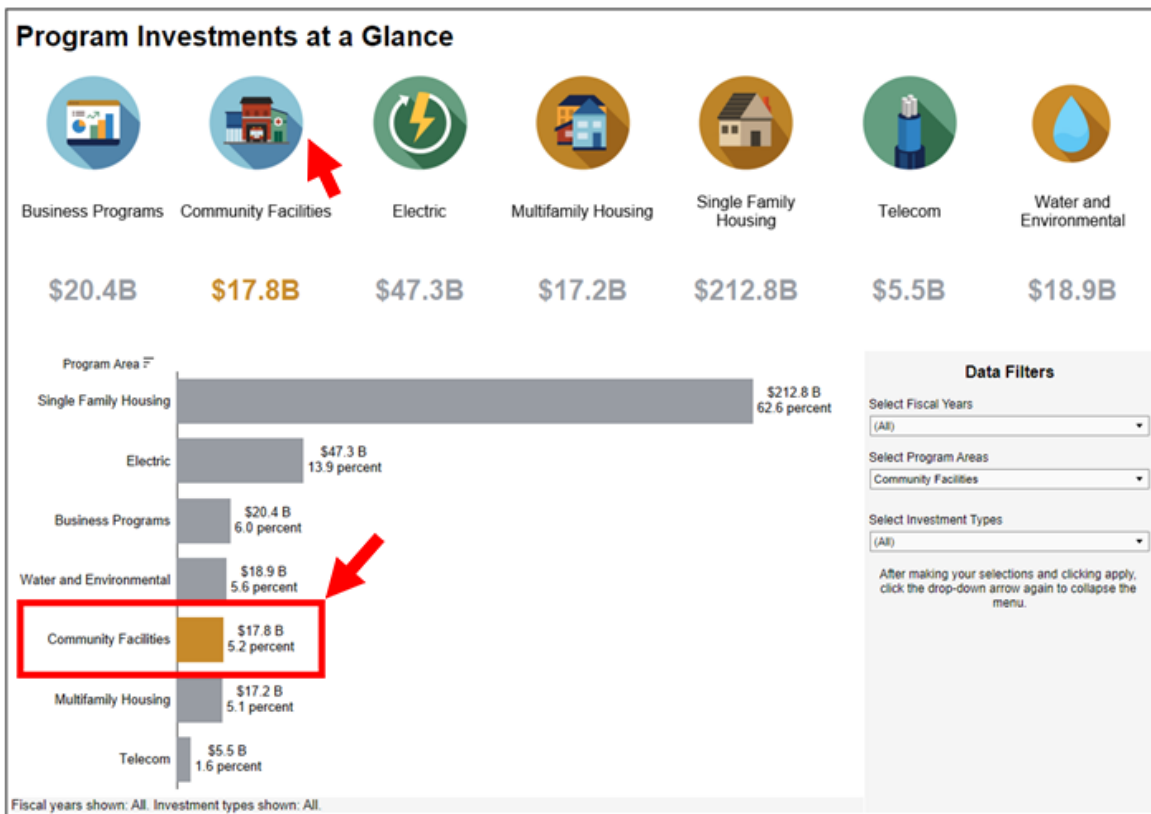 Program Investments at a Glance
Business Programs
Community Facilities
Electric
Multifamily Housing
Single Family
Housing
Telecom
Water and
Environmental
$20.4B
$17.8B
$47.3B
$17.2B
$212.8B
$5.5B
$18.9B
Program Area
Single Family Housing
$212.8 B
62.6 percent
Electric
$47.3 B
13.9 percent
Business Programs
$20.4 B
6.0 percent
Water and Environmental
$18.9 B
5.6 percent
Community Facilities
$17.8 B
5.2 percent
Multifamily Housing
$17.2 B
5.1 percent
Telecom
$5.5 B
1.6 percent
Fiscal years shown: All. Investment types shown: All.
Data Filters
Select Fiscal Years
(All)
Select Program Areas
Community Facilities
Select Investment Types
(All)
After making your selections and clicking apply,
click the drop-down arrow again to collapse the
menu.